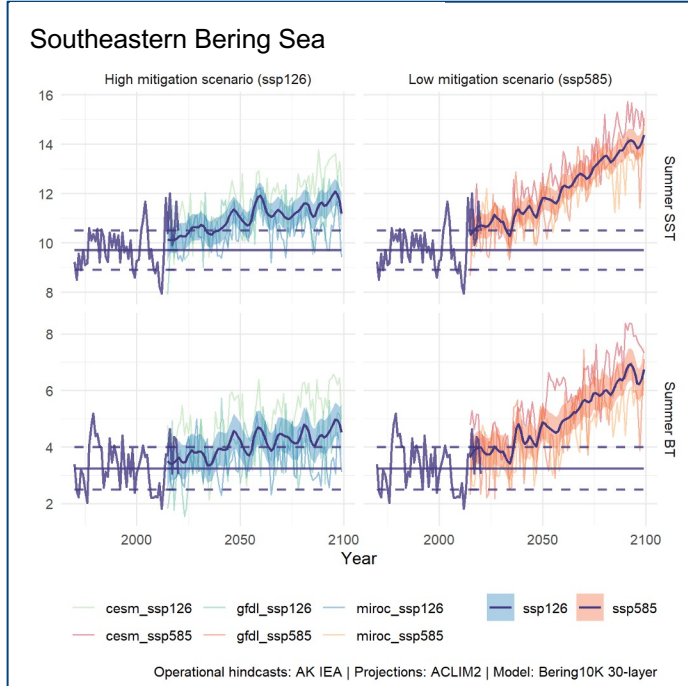 Southeastern Bering Sea
High mitigation scenario (ssp126) Low mitigation scenario (ssp585)
16
14
12
10
8
Summer SST
8
6
4
2
Summer BT
2000 2050 2100 2000 2050 2100
Year
cesm_ssp126 gfdl_ssp126 miroc_ssp126 ssp126 ssp585
cesm_ssp585 gfdl_ssp585 miroc_ssp585
Operational hindcasts: AK IEA | Projections: ACLIM2 | Model: Bering10K 30-layer